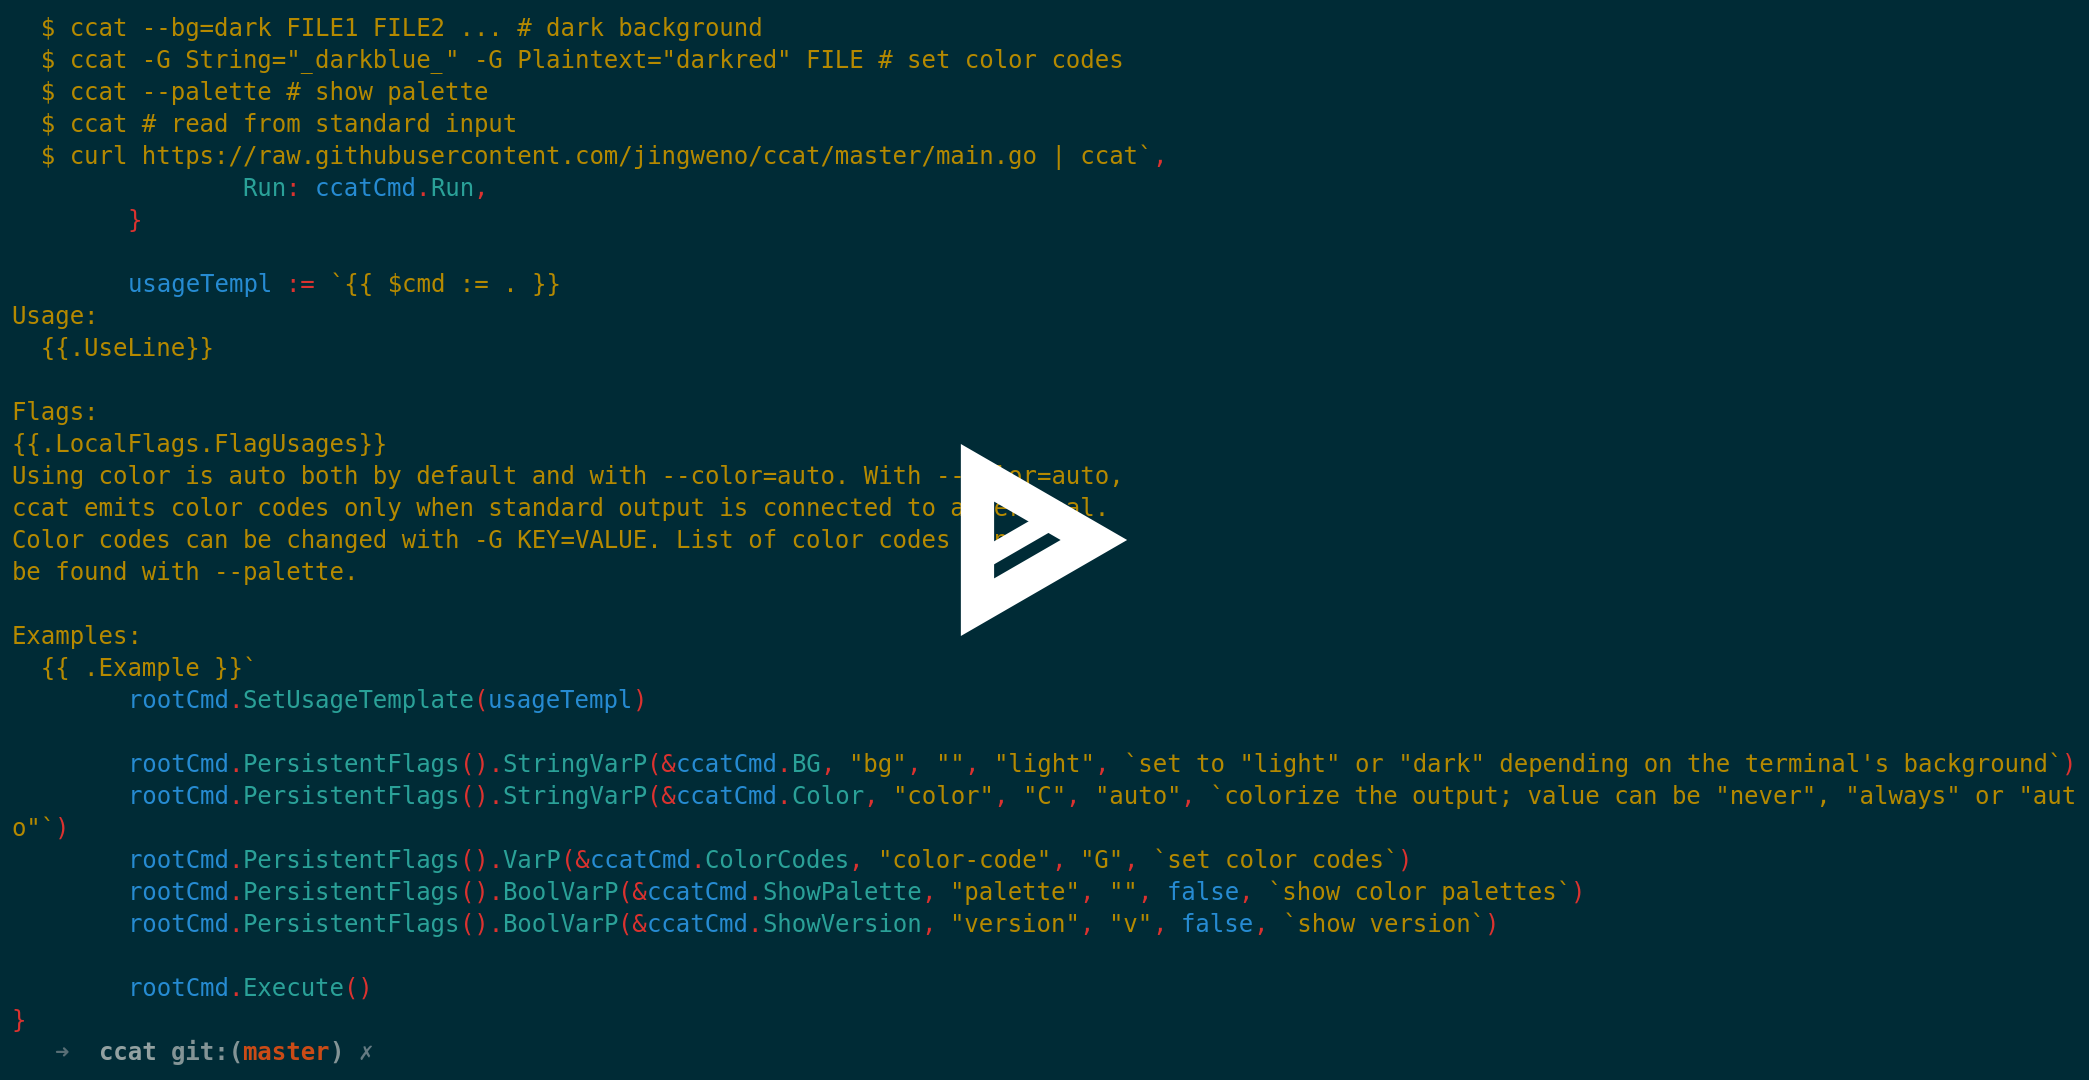 $ ccat --bg=dark FILE1 FILE2 ... # dark background
$ ccat -G String="_darkblue_" -G Plaintext="darkred" FILE # set color codes
$ ccat --palette # show palette
$ ccat # read from standard input
$ curl https://raw.githubusercontent.com/jingweno/ccat/master/main.go | ccat`,
Run: ccatCmd.Run,
}
usageTempl := `{{ $cmd := . }}
Usage:
{{.UseLine}}
Flags:
{{.LocalFlags.FlagUsages}}
Using color is auto both by default and with --color=auto. With --color=auto,
ccat emits color codes only when standard output is connected to a terminal.
Color codes can be changed with -G KEY=VALUE. List of color codes
be found with --palette.
Examples:
{{ .Example }}`
rootCmd.SetUsageTemplate(usageTempl)
rootCmd.PersistentFlags().StringVarP(&ccatCmd.BG, "bg", "", "light", `set to "light" or "dark" depending on the terminal's background`)
rootCmd.PersistentFlags().StringVarP(&ccatCmd.Color, "color", "C", "auto", `colorize the output; value can be "never", "always" or "aut
o"`)
rootCmd.PersistentFlags().VarP(&ccatCmd.ColorCodes, "color-code", "G", `set color codes`)
rootCmd.PersistentFlags().BoolVarP(&ccatCmd.ShowPalette, "palette", "", false, `show color palettes`)
rootCmd.PersistentFlags().BoolVarP(&ccatCmd.ShowVersion, "version", "v", false, `show version`)
rootCmd.Execute()
}
➜ ccat git:(master) ✗